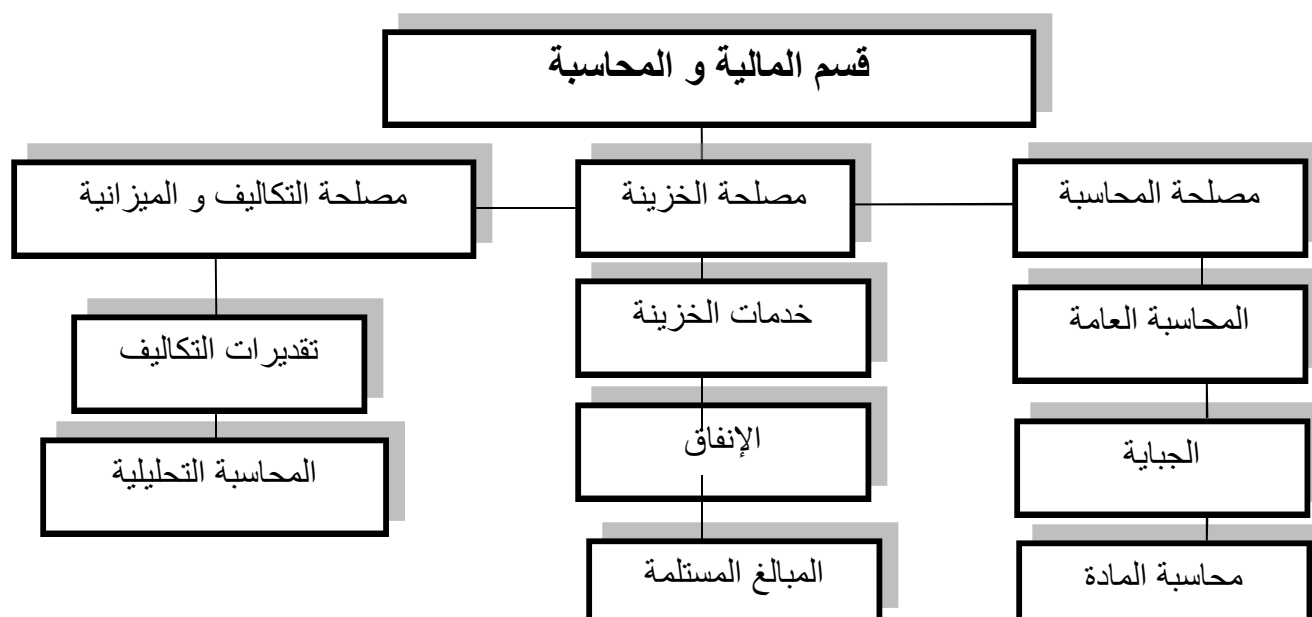 قسم المالية و المحاسبة
مصلحة المحاسبة
مصلحة الخزينة
مصلحة التكاليف و الميزانية
المحاسبة العامة
خدمات الخزينة
تقديرات التكاليف
الجباية
الإنفاق
المحاسبة التحليلية
محاسبة المادة
المبالغ المستلمة